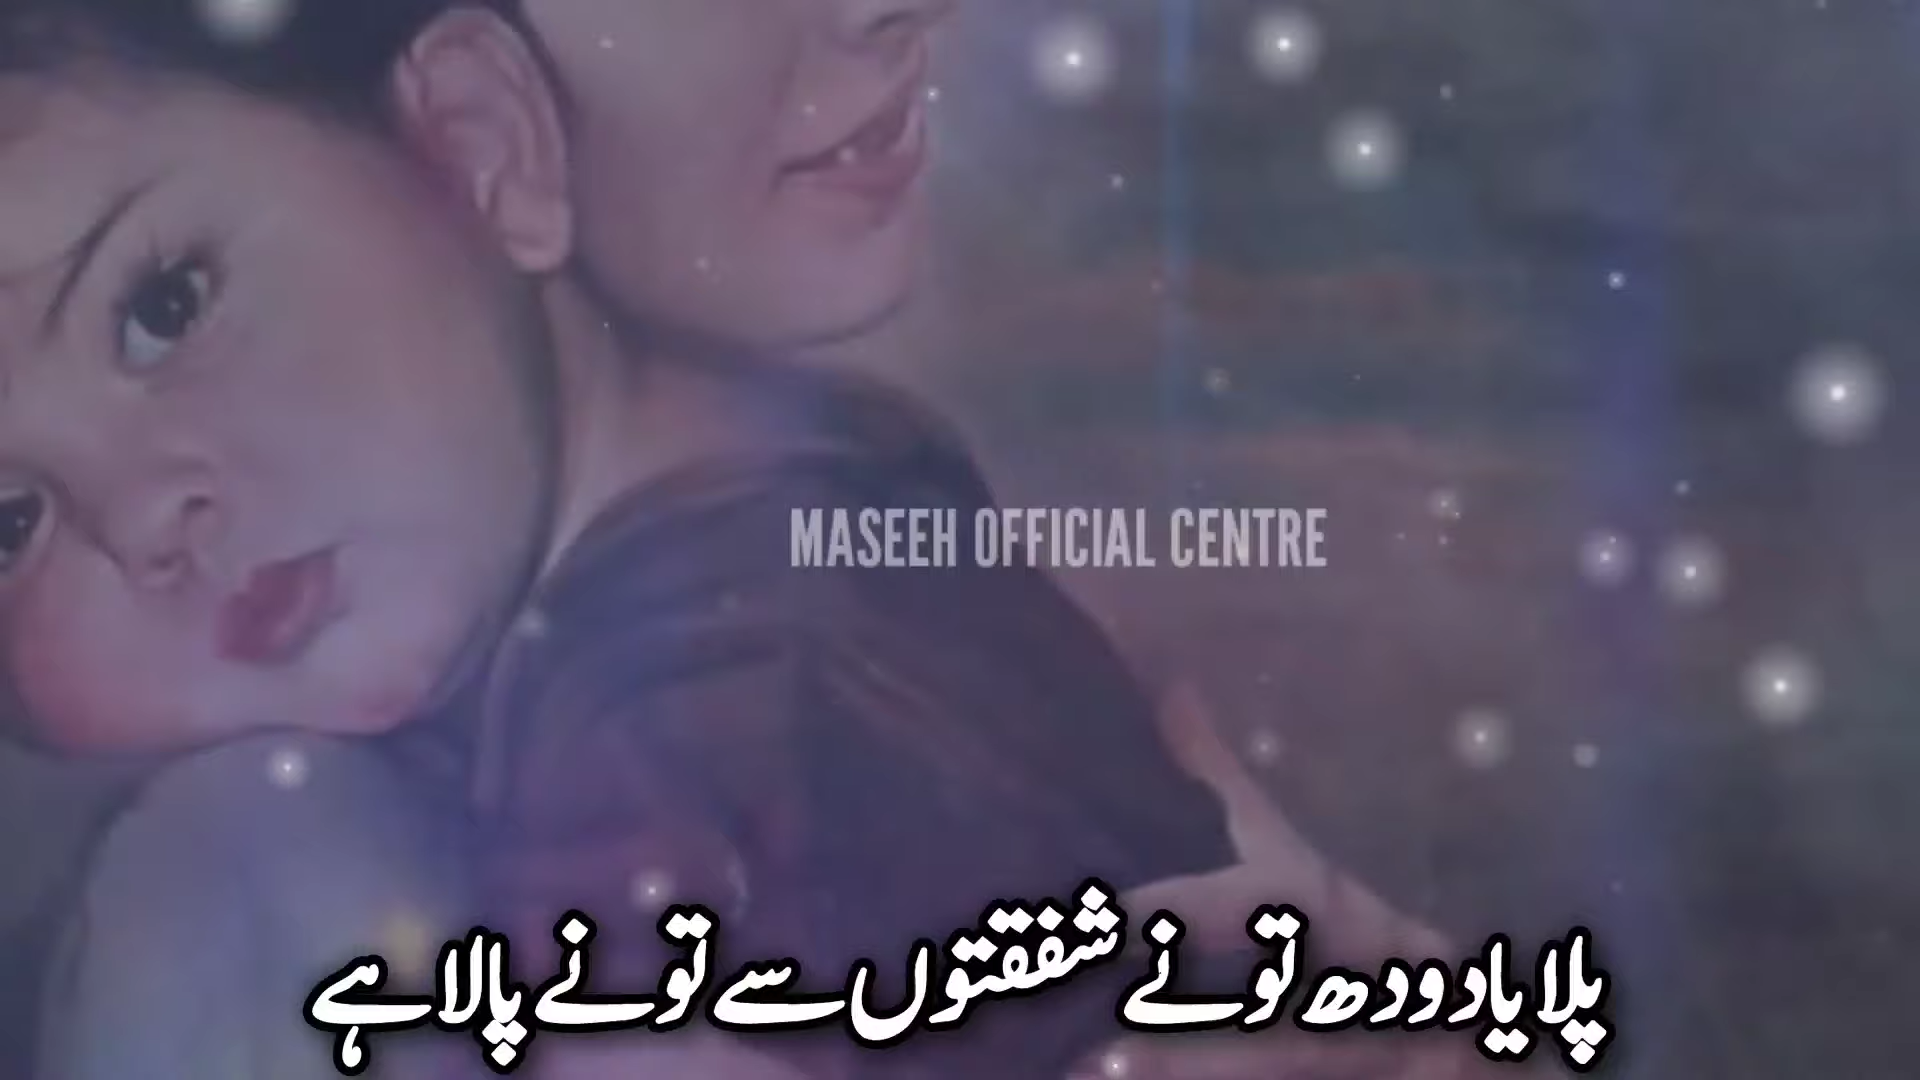 MASEEH OFFICIAL CENTRE
پلایا دودھ تو نے شفقتوں سے تو نے پالا ہے